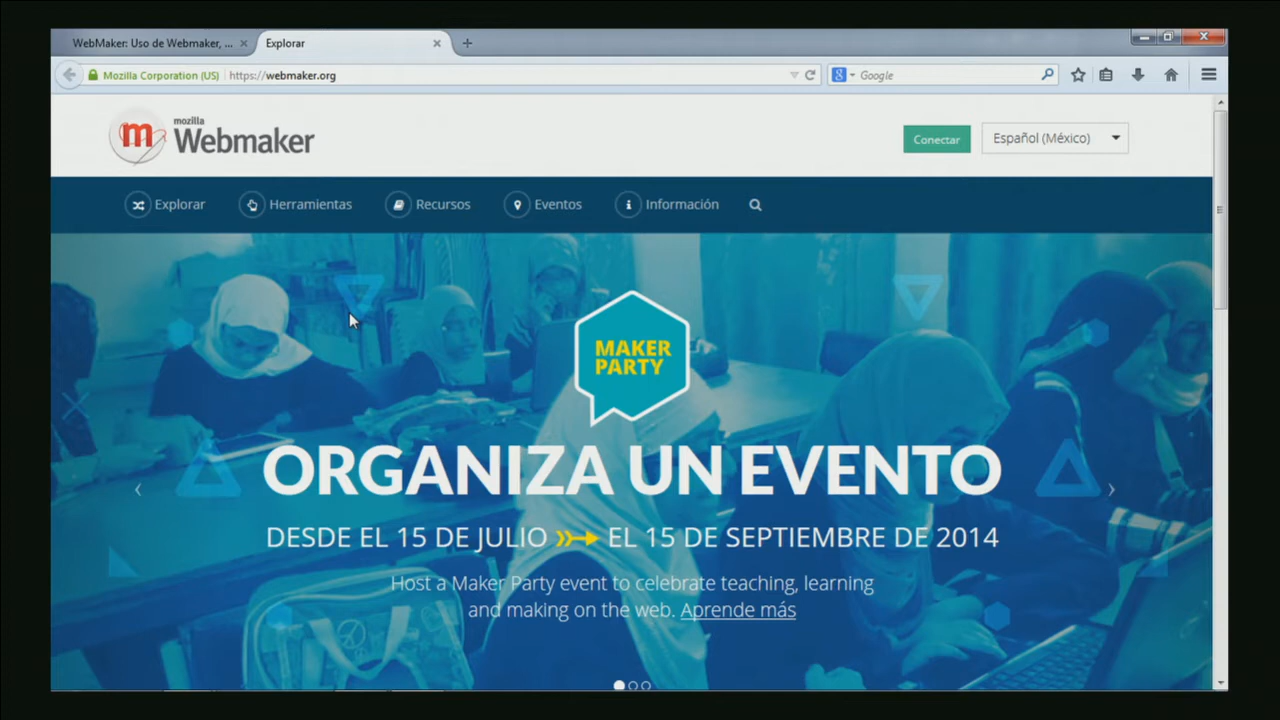 WebMaker: Uso de Webmaker, ...
Explorar
Mozilla Corporation (US)
https://webmaker.org
Google
mozilla
Webmaker
Conectar
Español (México)
Explorar
Herramientas
Recursos
Eventos
Información
MAKER
PARTY
ORGANIZA UN EVENTO
DESDE EL 15 DE JULIO EL 15 DE SEPTIEMBRE DE 2014
Host a Maker Party event to celebrate teaching, learning
and making on the web. Aprende más